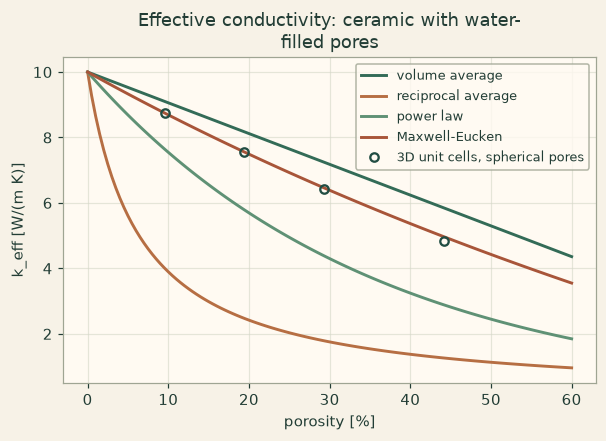 Effective conductivity: ceramic with water-
filled pores
volume average
reciprocal average
power law
Maxwell-Eucken
3D unit cells, spherical pores
k_eff [W/(m K)]
10
8
6
4
2
0 10 20 30 40 50 60
porosity [%]